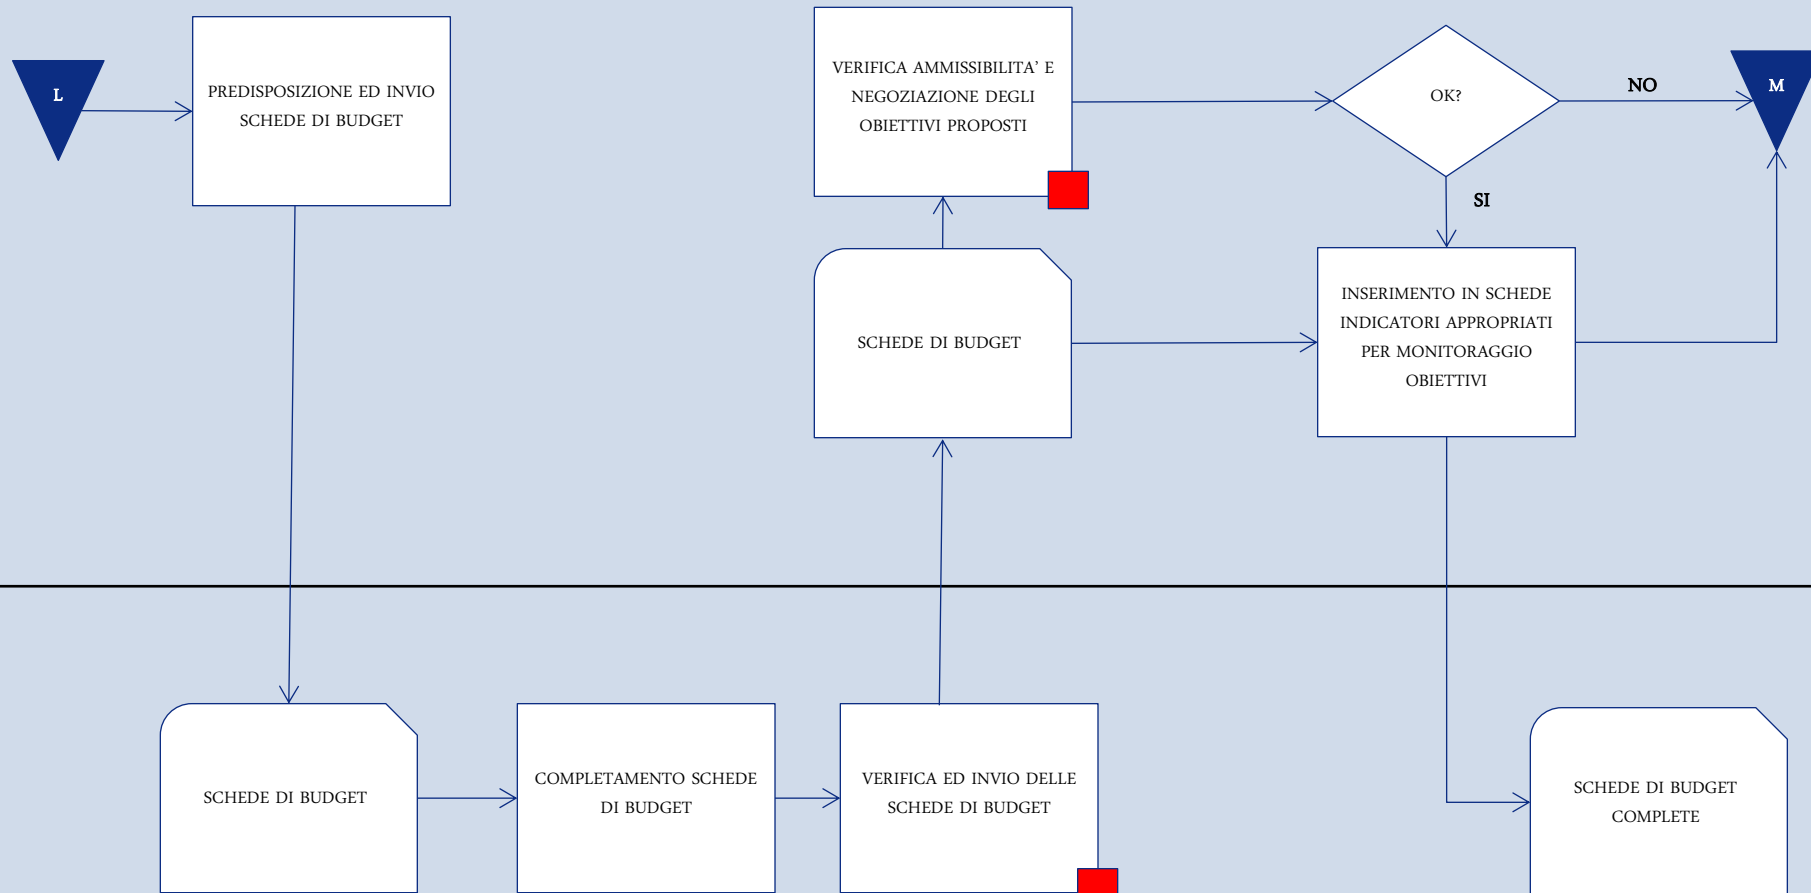 L
PREDISPOSIZIONE ED INVIO
SCHEDE DI BUDGET
VERIFICA AMMISSIBILITA’ E
NEGOZIAZIONE DEGLI
OBIETTIVI PROPOSTI
OK?
NO
M
SI
SCHEDE DI BUDGET
INSERIMENTO IN SCHEDE
INDICATORI APPROPRIATI
PER MONITORAGGIO
OBIETTIVI
SCHEDE DI BUDGET
COMPLETAMENTO SCHEDE
DI BUDGET
VERIFICA ED INVIO DELLE
SCHEDE DI BUDGET
SCHEDE DI BUDGET
COMPLETE